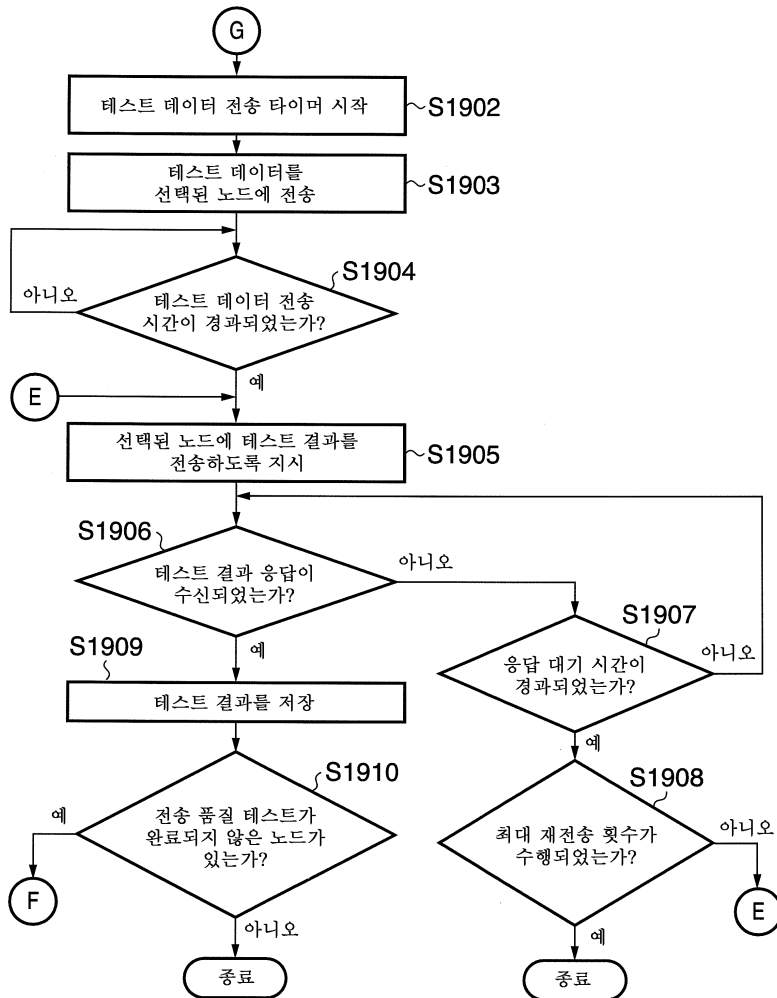 G
테스트 데이터 전송 타이머 시작
S1902
테스트 데이터를
선택된 노드에 전송
S1903
S1904
아니오
테스트 데이터 전송
시간이 경과되었는가?
예
E
선택된 노드에 테스트 결과를
전송하도록 지시
S1905
S1906
테스트 결과 응답이
수신되었는가?
아니오
예
S1907
응답 대기 시간이
경과되었는가?
아니오
예
S1909
테스트 결과를 저장
S1910
전송 품질 테스트가
완료되지 않은 노드가
있는가?
예
F
아니오
종료
S1908
최대 재전송 횟수가
수행되었는가?
아니오
E
예
종료